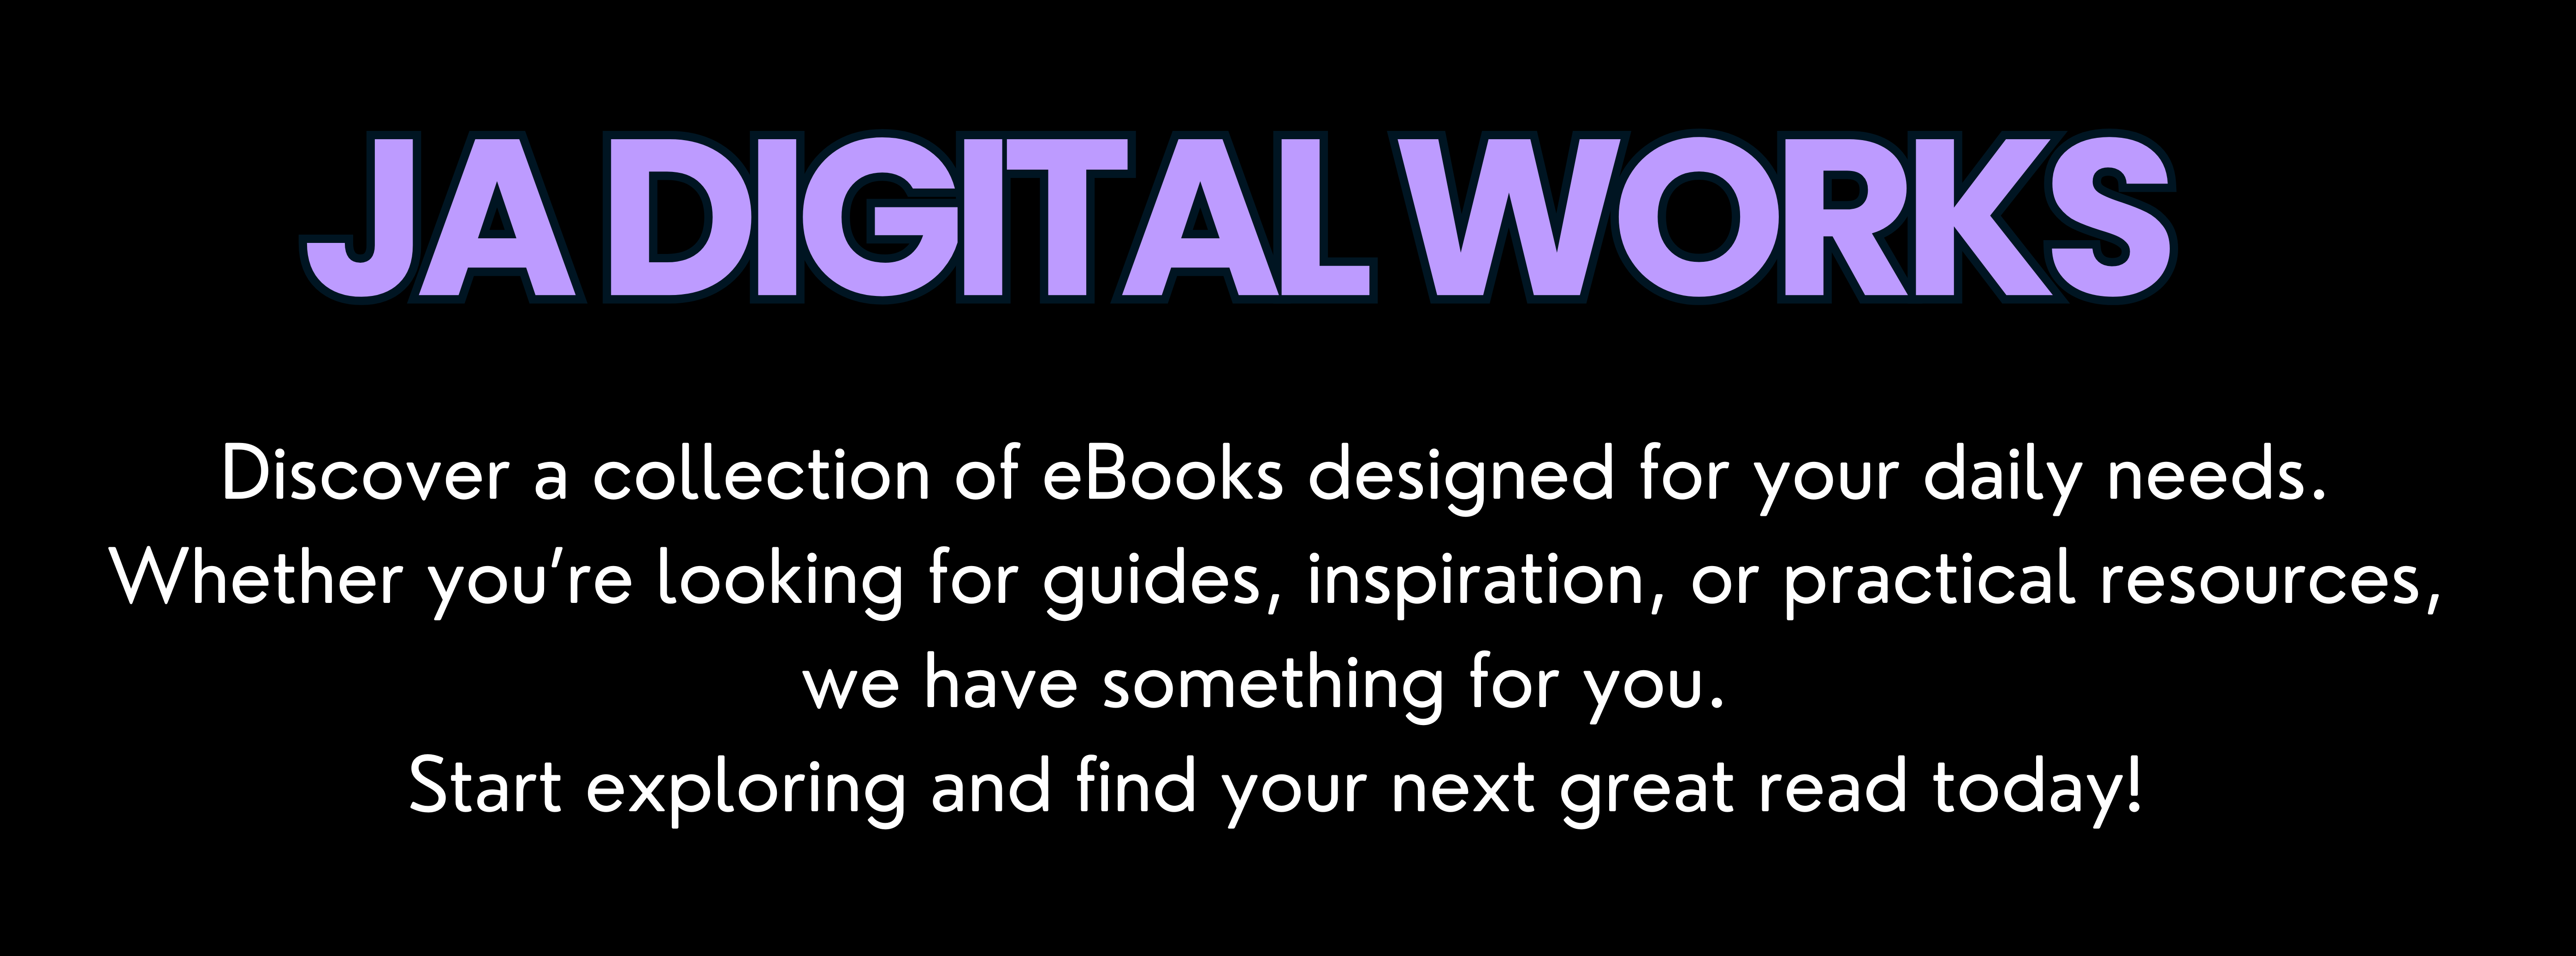 JA DIGITAL WORKS
Discover a collection of eBooks designed for your daily needs.
Whether you’re looking for guides, inspiration, or practical resources,
we have something for you.
Start exploring and find your next great read today!